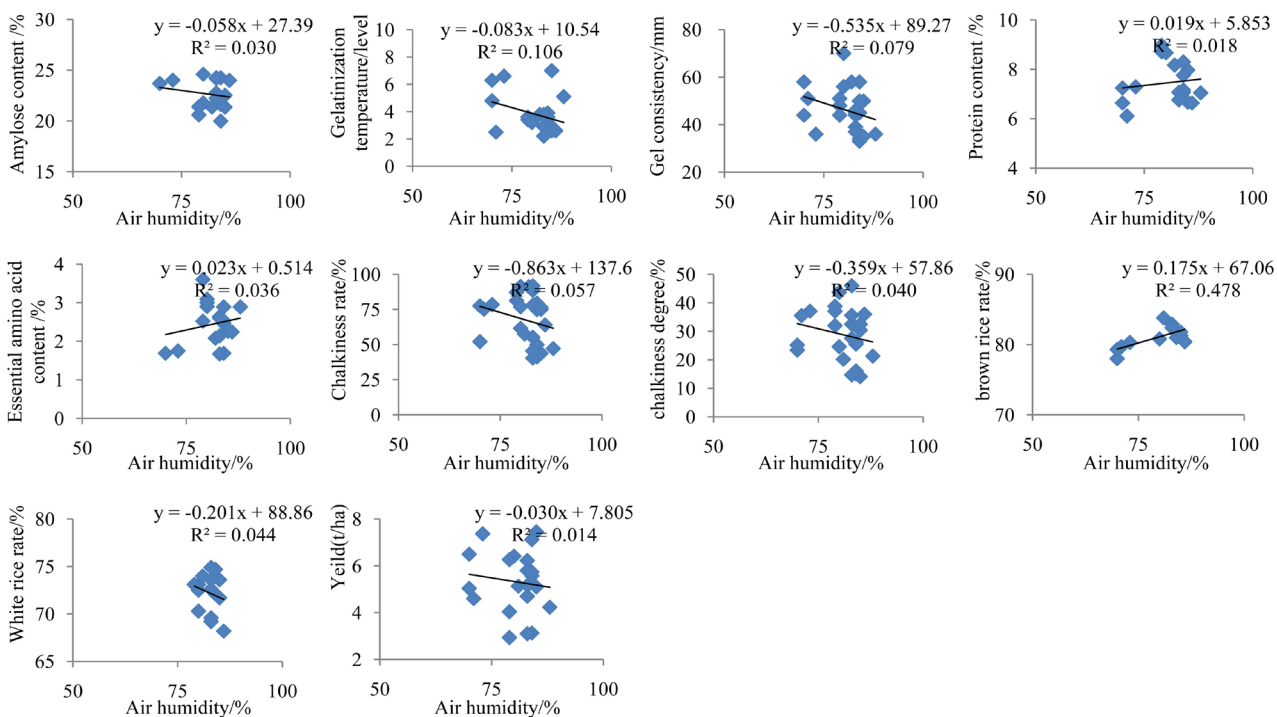 y = -0.058x + 27.39
R² = 0.030
Amylose content /%
30
25
20
15
50
75
100
Air humidity/%
y = -0.083x + 10.54
R² = 0.106
Gelatinization
temperature/level
10
8
6
4
2
0
50
75
100
Air humidity/%
y = -0.535x + 89.27
R² = 0.079
Gel consistency/mm
80
60
40
20
50
75
100
Air humidity/%
y = 0.019x + 5.853
R² = 0.018
Protein content /%
10
8
6
4
50
75
100
Air humidity/%
y = 0.023x + 0.514
R² = 0.036
Essential amino acid
content /%
4
3
2
1
0
50
75
100
Air humidity/%
y = -0.863x + 137.6
R² = 0.057
Chalkiness rate/%
100
75
50
25
0
50
75
100
Air humidity/%
y = -0.359x + 57.86
R² = 0.040
chalkiness degree/%
50
40
30
20
10
0
50
75
100
Air humidity/%
y = 0.175x + 67.06
R² = 0.478
brown rice rate/%
90
80
70
50
75
100
Air humidity/%
y = -0.201x + 88.86
R² = 0.044
White rice rate/%
80
75
70
65
50
75
100
Air humidity/%
y = -0.030x + 7.805
R² = 0.014
Yeild(t/ha)
8
6
4
2
50
75
100
Air humidity/%